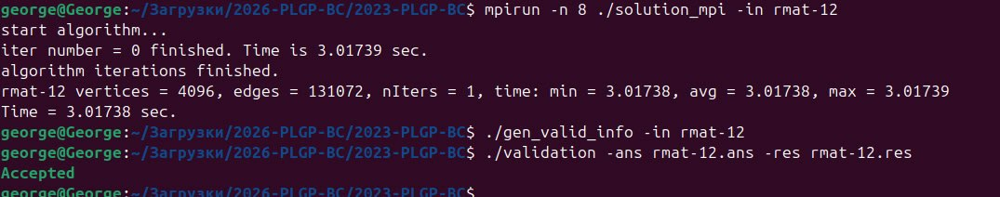 george@George:~/Загрузки/2026-PLGP-BC/2023-PLGP-BC$ mpirun -n 8 ./solution_mpi -in rmat-12
start algorithm...
iter number = 0 finished. Time is 3.01739 sec.
algorithm iterations finished.
rmat-12 vertices = 4096, edges = 131072, nIters = 1, time: min = 3.01738, avg = 3.01738, max = 3.01739
Time = 3.01738 sec.
george@George:~/Загрузки/2026-PLGP-BC/2023-PLGP-BC$ ./gen_valid_info -in rmat-12
george@George:~/Загрузки/2026-PLGP-BC/2023-PLGP-BC$ ./validation -ans rmat-12.ans -res rmat-12.res
Accepted
george@George:~/Загрузки/2026-PLGP-BC/2023-PLGP-BC$